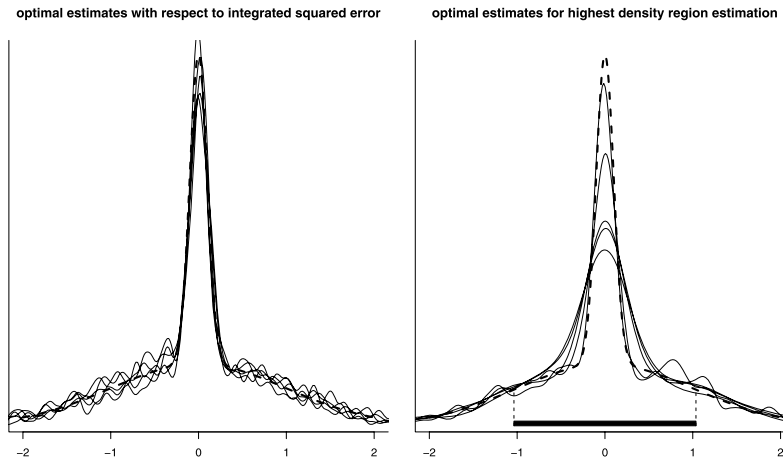 optimal estimates with respect to integrated squared error
−2 −1 0 1 2
optimal estimates for highest density region estimation
−2 −1 0 1 2